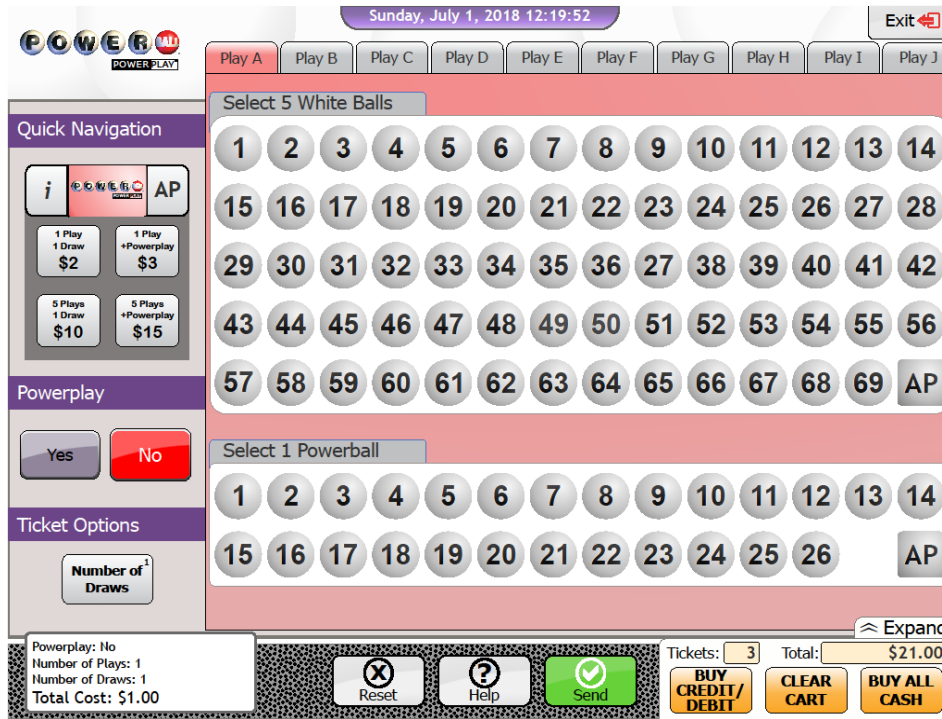 Sunday, July 1, 2018 12:19:52
Exit
POWERBALL
POWER PLAY
Play A Play B Play C Play D Play E Play F Play G Play H Play I Play J
Select 5 White Balls
Quick Navigation
1 2 3 4 5 6 7 8 9 10 11 12 13 14
15 16 17 18 19 20 21 22 23 24 25 26 27 28
29 30 31 32 33 34 35 36 27 38 39 40 41 42
43 44 45 46 47 48 49 50 51 52 53 54 55 56
57 58 59 60 61 62 63 64 65 66 67 68 69 AP
i POWERBALL POWER PLAY AP
1 Play
1 Draw
$2
1 Play
+Powerplay
$3
5 Plays
1 Draw
$10
5 Plays
+Powerplay
$15
Powerplay
Yes No
Select 1 Powerball
1 2 3 4 5 6 7 8 9 10 11 12 13 14
15 16 17 18 19 20 21 22 23 24 25 26 AP
Ticket Options
Number of 1
Draws
Expand
Powerplay: No
Number of Plays: 1
Number of Draws: 1
Total Cost: $1.00
Reset
Help
Send
Tickets: 3 Total: $21.00
BUY
CREDIT/
DEBIT
CLEAR
CART
BUY ALL
CASH